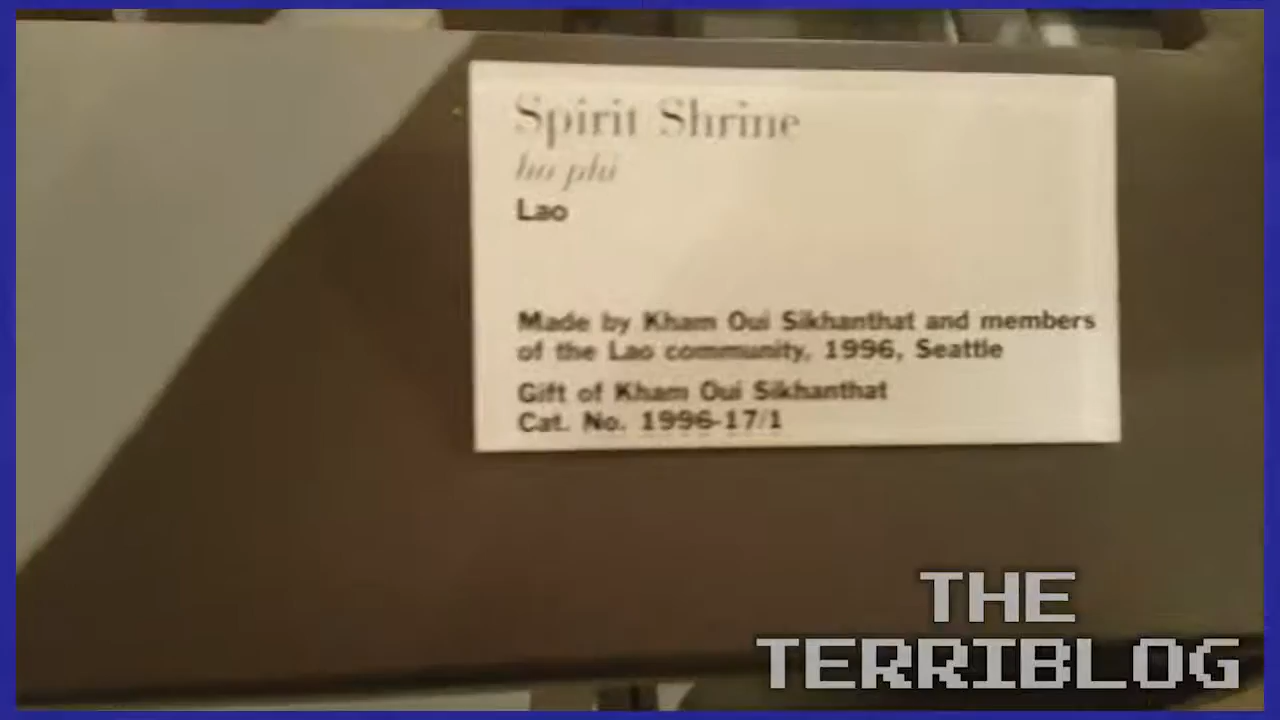 Spirit Shrine
ho phi
Lao
Made by Kham Oui Sikhanthat and members
of the Lao community, 1996, Seattle
Gift of Kham Oui Sikhanthat
Cat. No. 1996-17/1
THE
TERRIBLOG